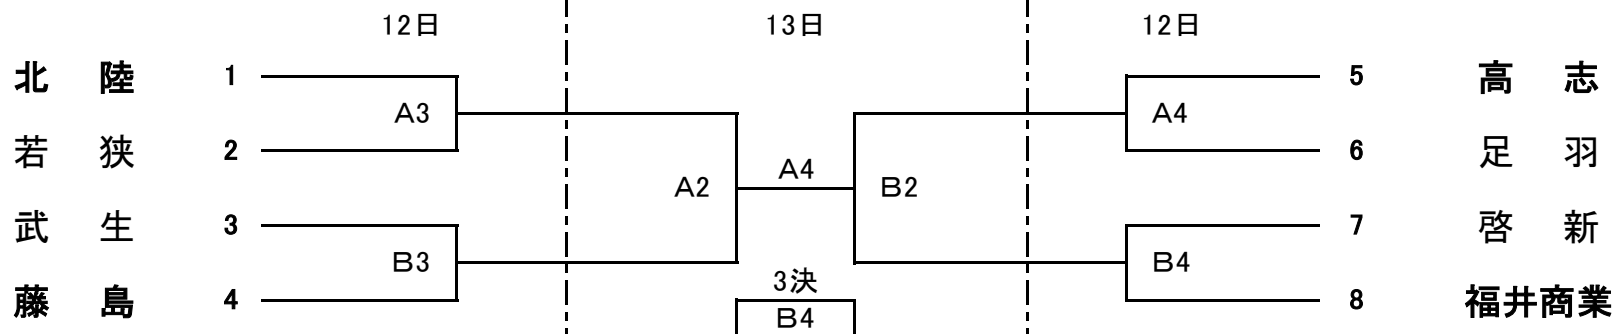 12日 13日 12日
北陸 1 5 高志
A3 A4
若狭 2 6 足羽
A4
A2 B2
武生 3 7 啓新
B3 B4
3決
藤島 4 8 福井商業
B4